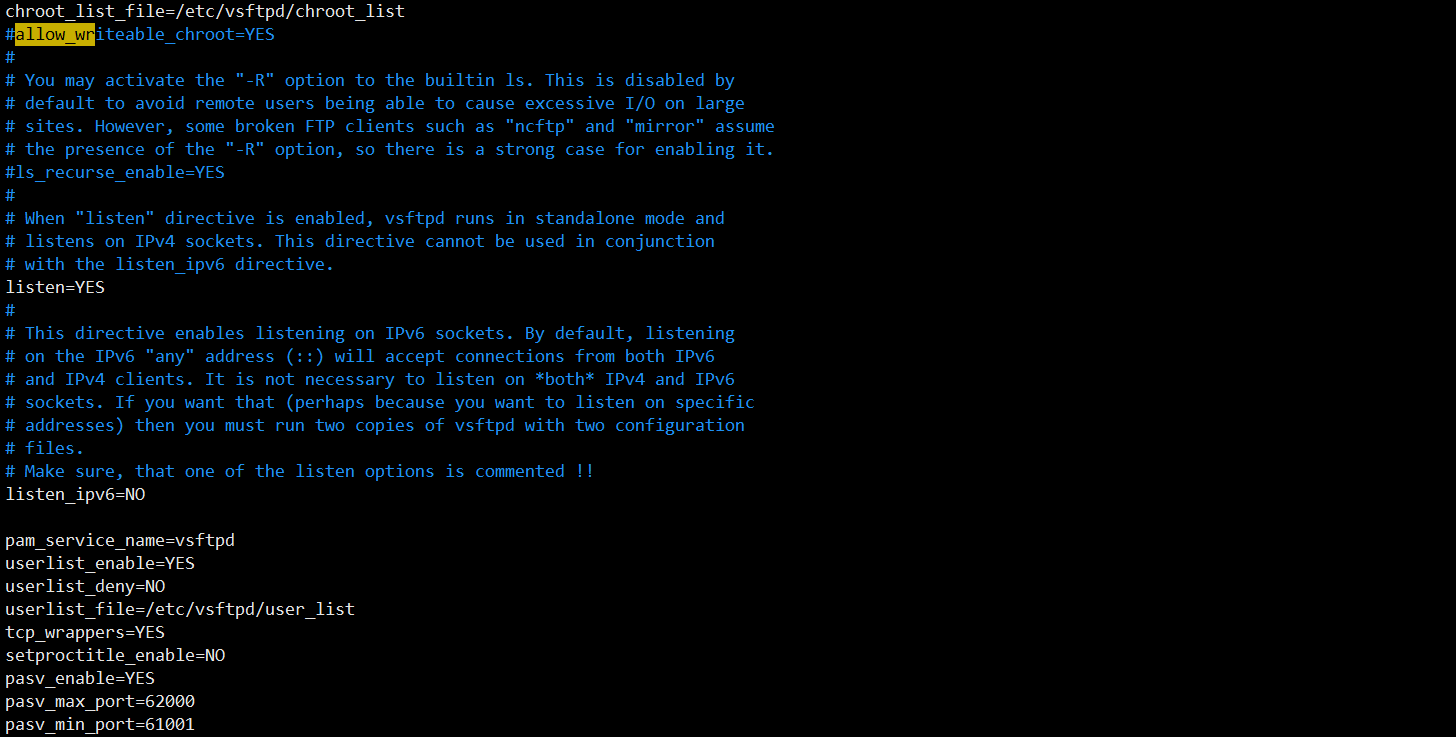 chroot_list_file=/etc/vsftpd/chroot_list
#allow_writeable_chroot=YES
#
# You may activate the "-R" option to the builtin ls. This is disabled by
# default to avoid remote users being able to cause excessive I/O on large
# sites. However, some broken FTP clients such as "ncftp" and "mirror" assume
# the presence of the "-R" option, so there is a strong case for enabling it.
#ls_recurse_enable=YES
#
# When "listen" directive is enabled, vsftpd runs in standalone mode and
# listens on IPv4 sockets. This directive cannot be used in conjunction
# with the listen_ipv6 directive.
listen=YES
#
# This directive enables listening on IPv6 sockets. By default, listening
# on the IPv6 "any" address (::) will accept connections from both IPv6
# and IPv4 clients. It is not necessary to listen on *both* IPv4 and IPv6
# sockets. If you want that (perhaps because you want to listen on specific
# addresses) then you must run two copies of vsftpd with two configuration
# files.
# Make sure, that one of the listen options is commented !!
listen_ipv6=NO

pam_service_name=vsftpd
userlist_enable=YES
userlist_deny=NO
userlist_file=/etc/vsftpd/user_list
tcp_wrappers=YES
setproctitle_enable=NO
pasv_enable=YES
pasv_max_port=62000
pasv_min_port=61001